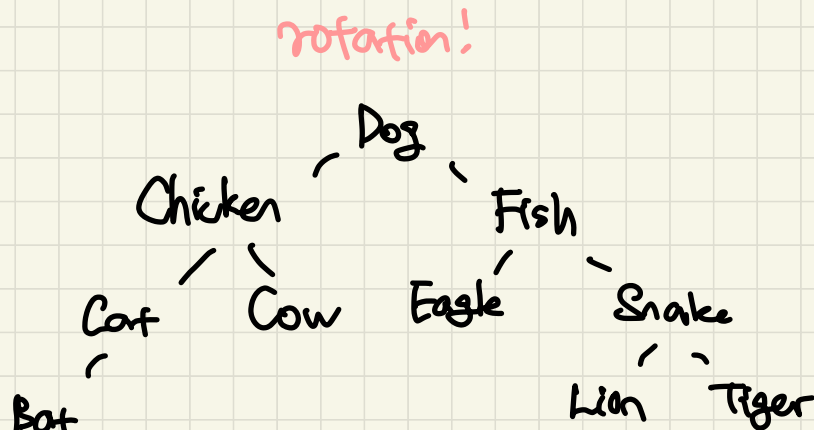 rotation!
Dog
Chicken Fish
Cat Cow Eagle Snake
Bat Lion Tiger